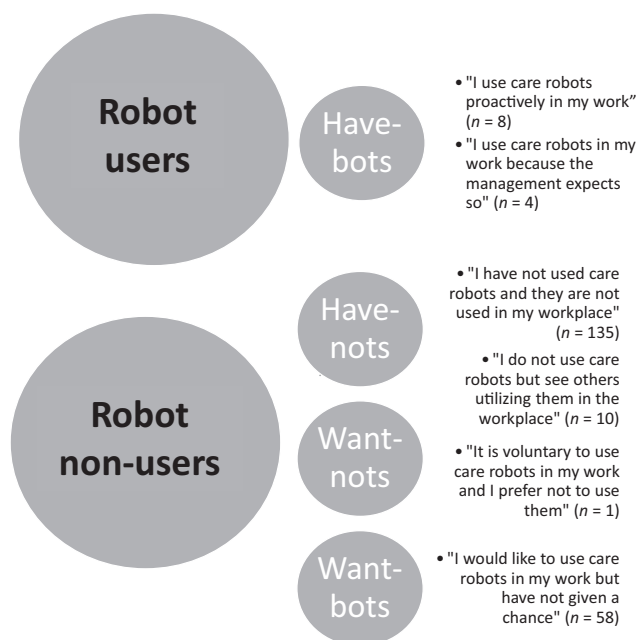 Robot
users
Have-
bots
• "I use care robots
proactively in my work”
(n = 8)
• "I use care robots in my
work because the
management expects
so" (n = 4)
Robot
non-users
Have-
nots
• "I have not used care
robots and they are not
used in my workplace"
(n = 135)
• "I do not use care
robots but see others
utilizing them in the
workplace" (n = 10)
Want-
nots
• "It is voluntary to use
care robots in my work
and I prefer not to use
them" (n = 1)
Want-
bots
• "I would like to use care
robots in my work but
have not given a
chance" (n = 58)